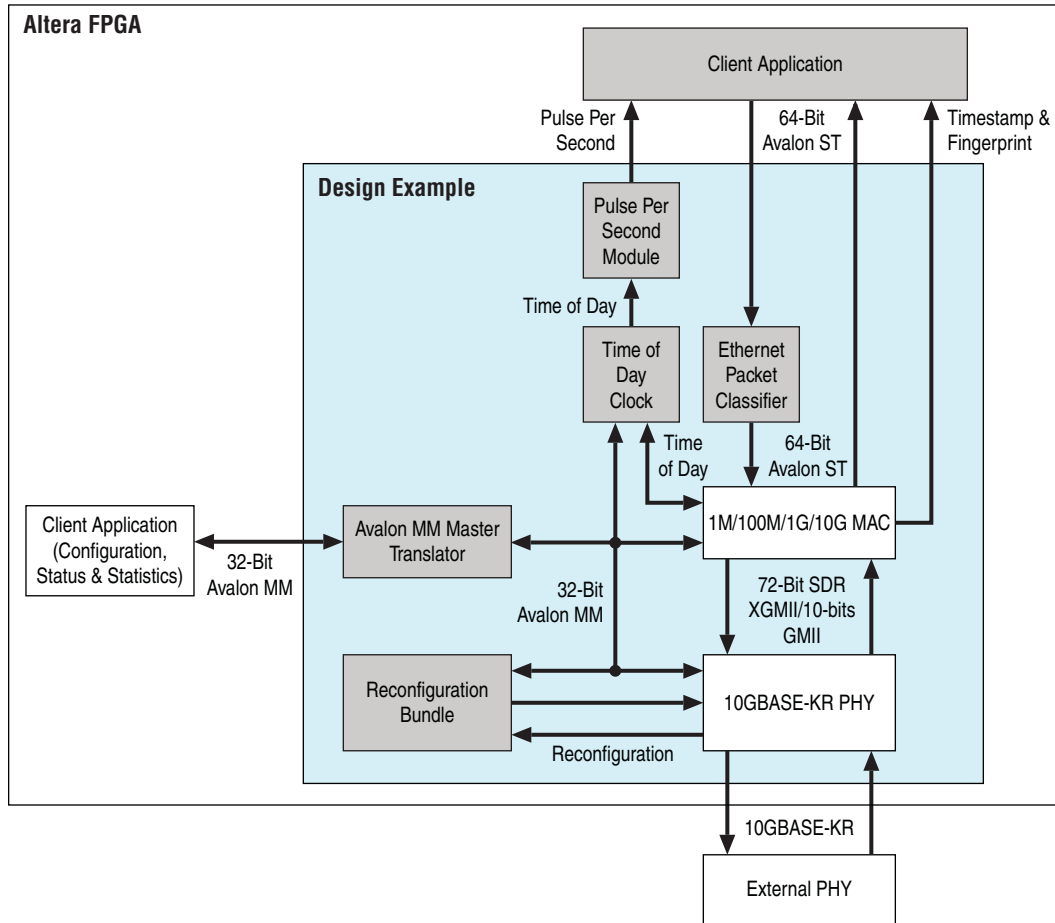 Altera FPGA
Client Application
Pulse Per
Second
64-Bit
Avalon ST
Timestamp &
Fingerprint
Design Example
Pulse Per
Second
Module
Time of Day
Time of
Day
Clock
Ethernet
Packet
Classifier
Time
of Day
64-Bit
Avalon ST
Client Application
(Configuration,
Status & Statistics)
32-Bit
Avalon MM
Avalon MM Master
Translator
1M/100M/1G/10G MAC
32-Bit
Avalon MM
72-Bit SDR
XGMII/10-bits
GMII
Reconfiguration
Bundle
10GBASE-KR PHY
Reconfiguration
10GBASE-KR
External PHY